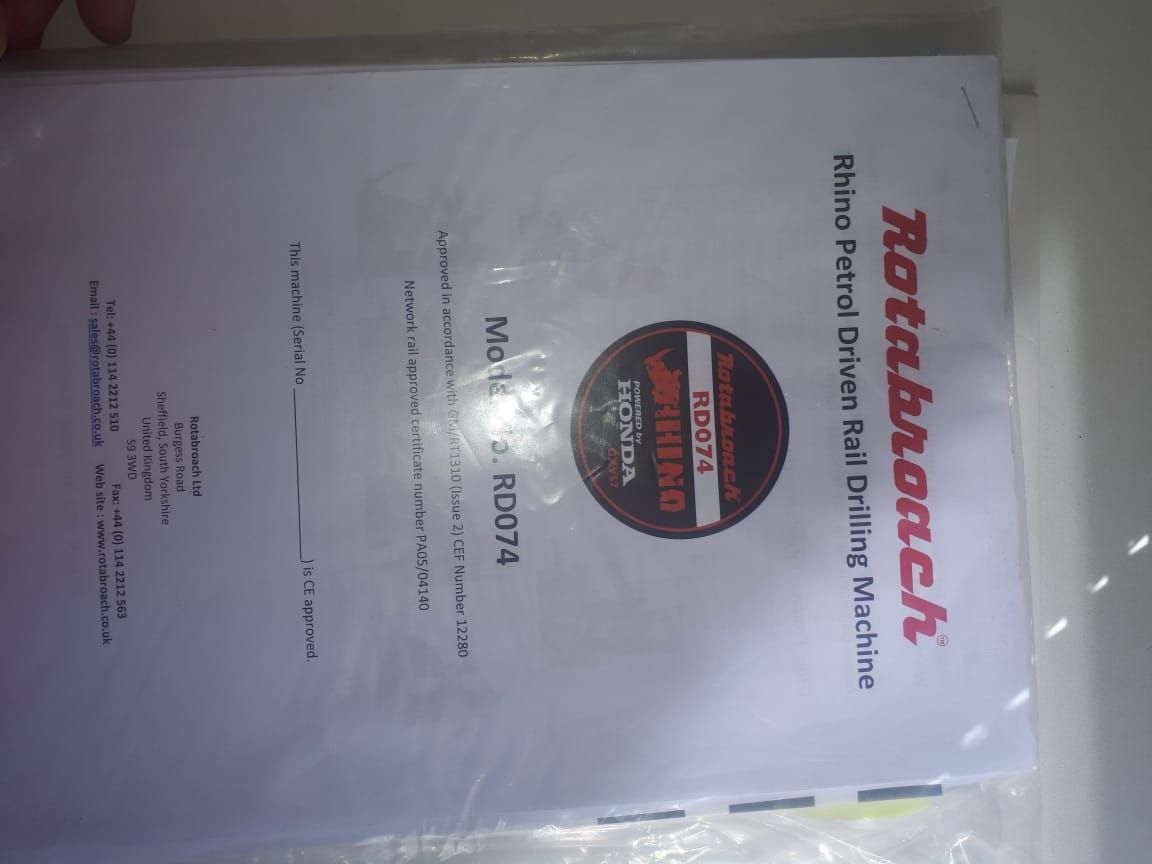 Rotabroach™
Rhino Petrol Driven Rail Drilling Machine
Rotabroach
RD074
RHINO
POWERED by
HONDA
Mode o. RD074
Approved in accordance with GM/RT1310 (Issue 2) CEF Number 12280
Network rail approved certificate number PA05/04140
This machine (Serial No ____________________) is CE approved.
Rotabroach Ltd
Burgess Road
Sheffield, South Yorkshire
United Kingdom
S9 3WD
Tel: +44 (0) 114 2212 510 Fax: +44 (0) 114 2212 563
Email : sales@rotabroach.co.uk Web site : www.rotabroach.co.uk